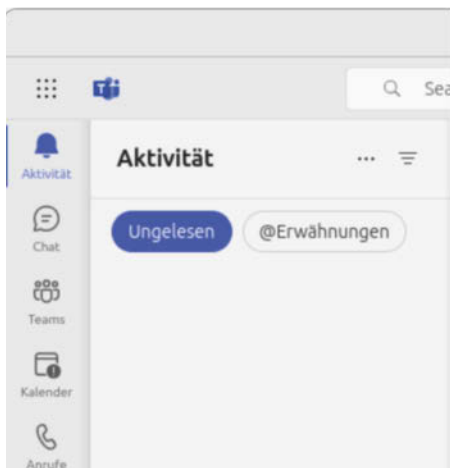 Sea
Aktivität
Aktivität
Ungelesen
@Erwähnungen
Chat
Teams
Kalender
Anrufe